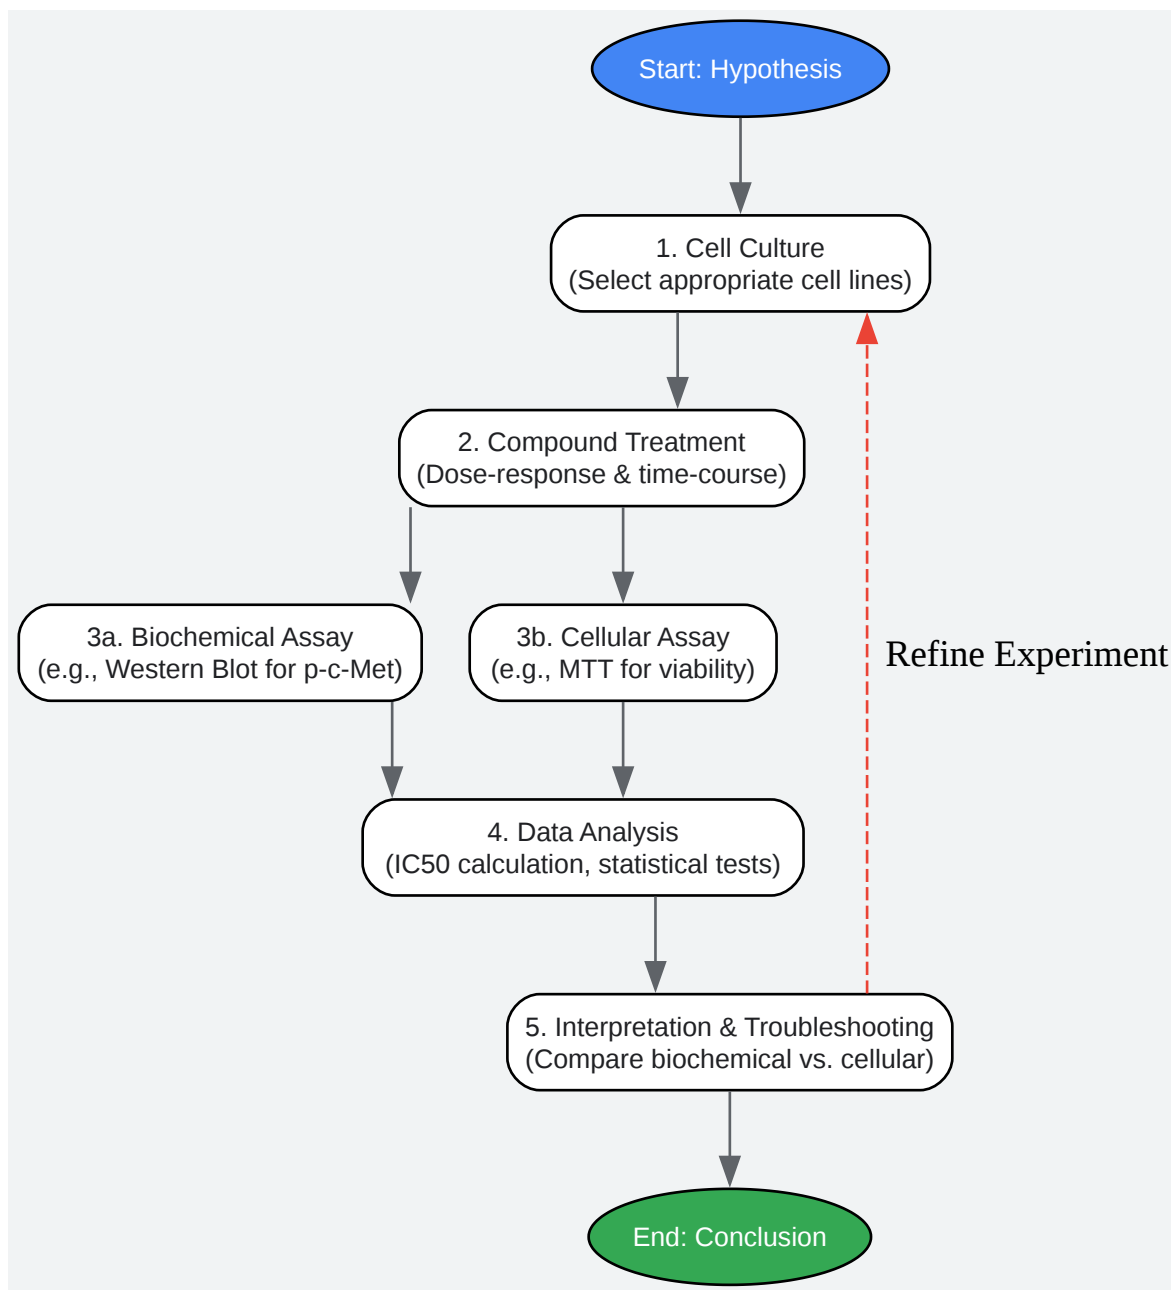 Start: Hypothesis
1. Cell Culture
(Select appropriate cell lines)
2. Compound Treatment
(Dose-response & time-course)
3a. Biochemical Assay
(e.g., Western Blot for p-c-Met)
3b. Cellular Assay
(e.g., MTT for viability)
Refine Experiment
4. Data Analysis
(IC50 calculation, statistical tests)
5. Interpretation & Troubleshooting
(Compare biochemical vs. cellular)
End: Conclusion